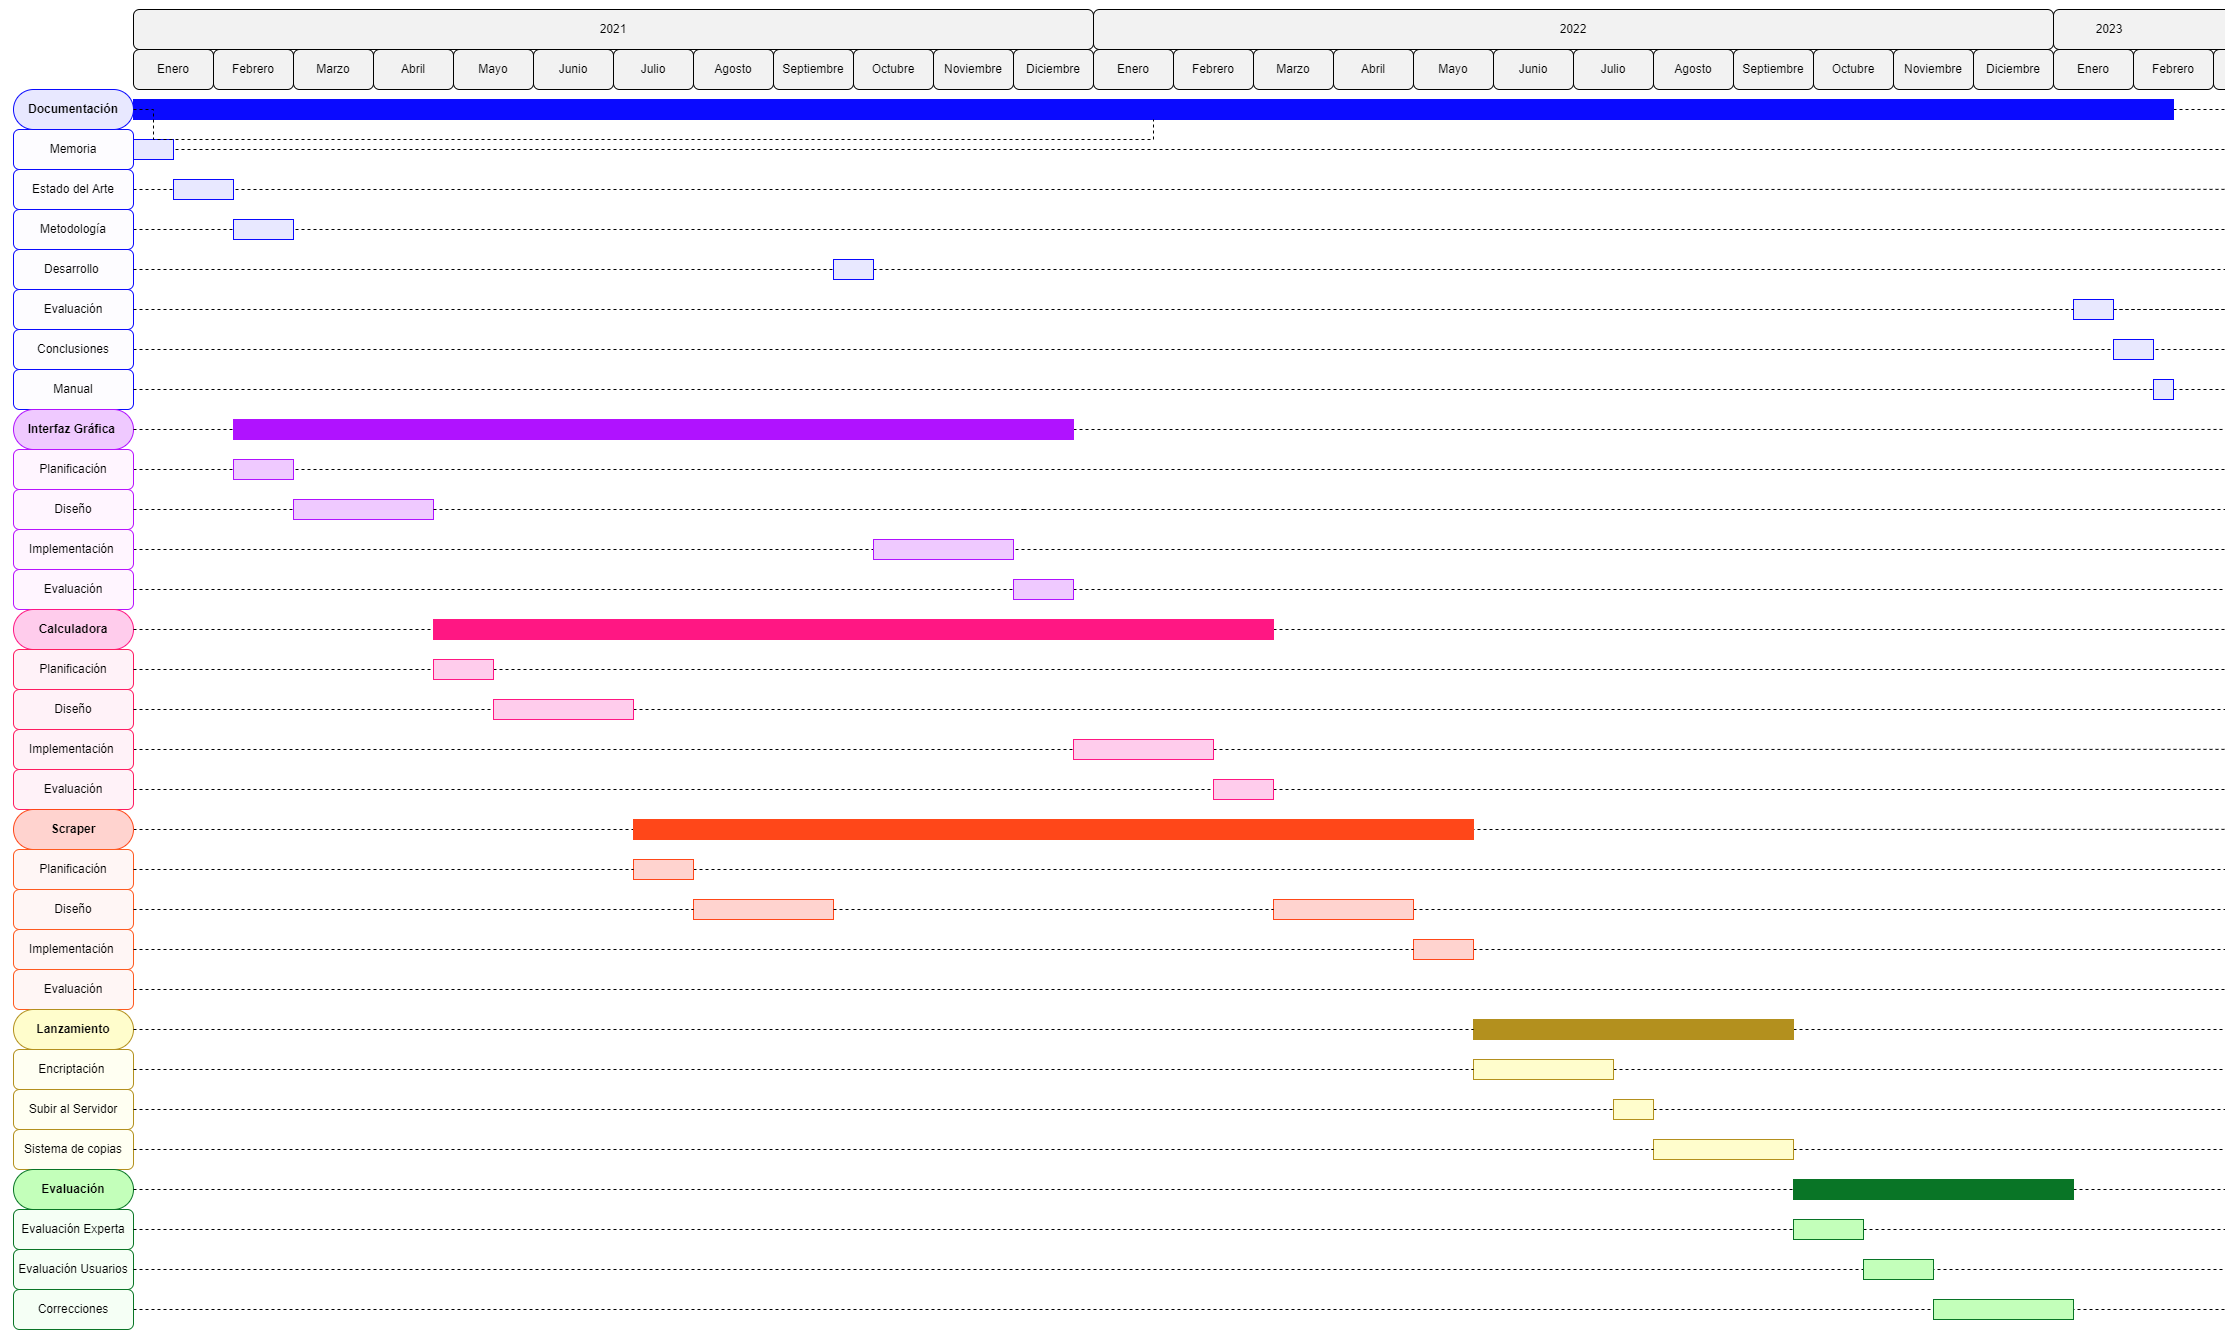 2021 2022 2023
Enero Febrero Marzo Abril Mayo Junio Julio Agosto Septiembre Octubre Noviembre Diciembre Enero Febrero Marzo Abril Mayo Junio Julio Agosto Septiembre Octubre Noviembre Diciembre Enero Febrero
Documentación
Memoria
Estado del Arte
Metodología
Desarrollo
Evaluación
Conclusiones
Manual
Interfaz Gráfica
Planificación
Diseño
Implementación
Evaluación
Calculadora
Planificación
Diseño
Implementación
Evaluación
Scraper
Planificación
Diseño
Implementación
Evaluación
Lanzamiento
Encriptación
Subir al Servidor
Sistema de copias
Evaluación
Evaluación Experta
Evaluación Usuarios
Correcciones